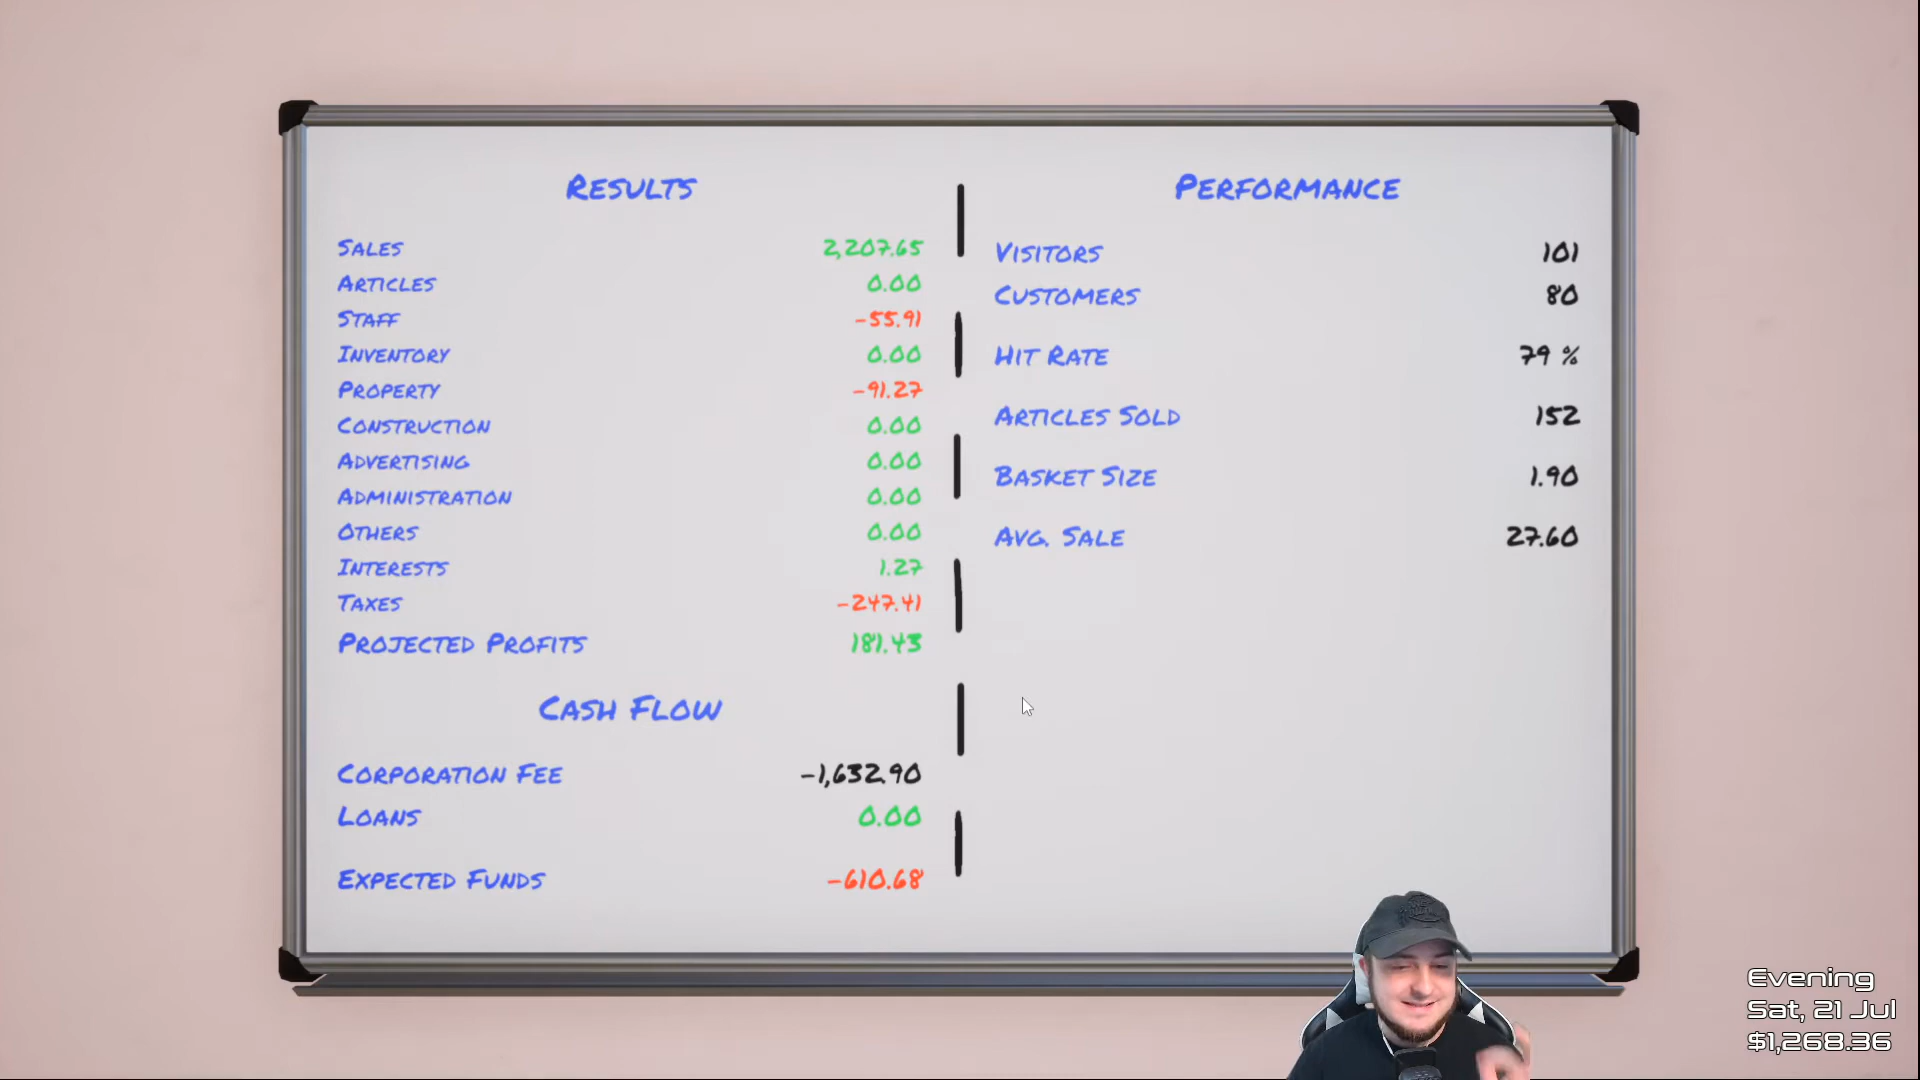 Results
Sales 2,207.65
Articles 0.00
Staff -55.91
Inventory 0.00
Property -91.27
Construction 0.00
Advertising 0.00
Administration 0.00
Others 0.00
Interests 1.27
Taxes -247.41
Projected Profits 181.43
Cash Flow
Corporation Fee -1,632.90
Loans 0.00
Expected Funds -610.68
Performance
Visitors 101
Customers 80
Hit Rate 79 %
Articles Sold 152
Basket Size 1.90
Avg. Sale 27.60
Evening
Sat, 21 Jul
$1,268.36